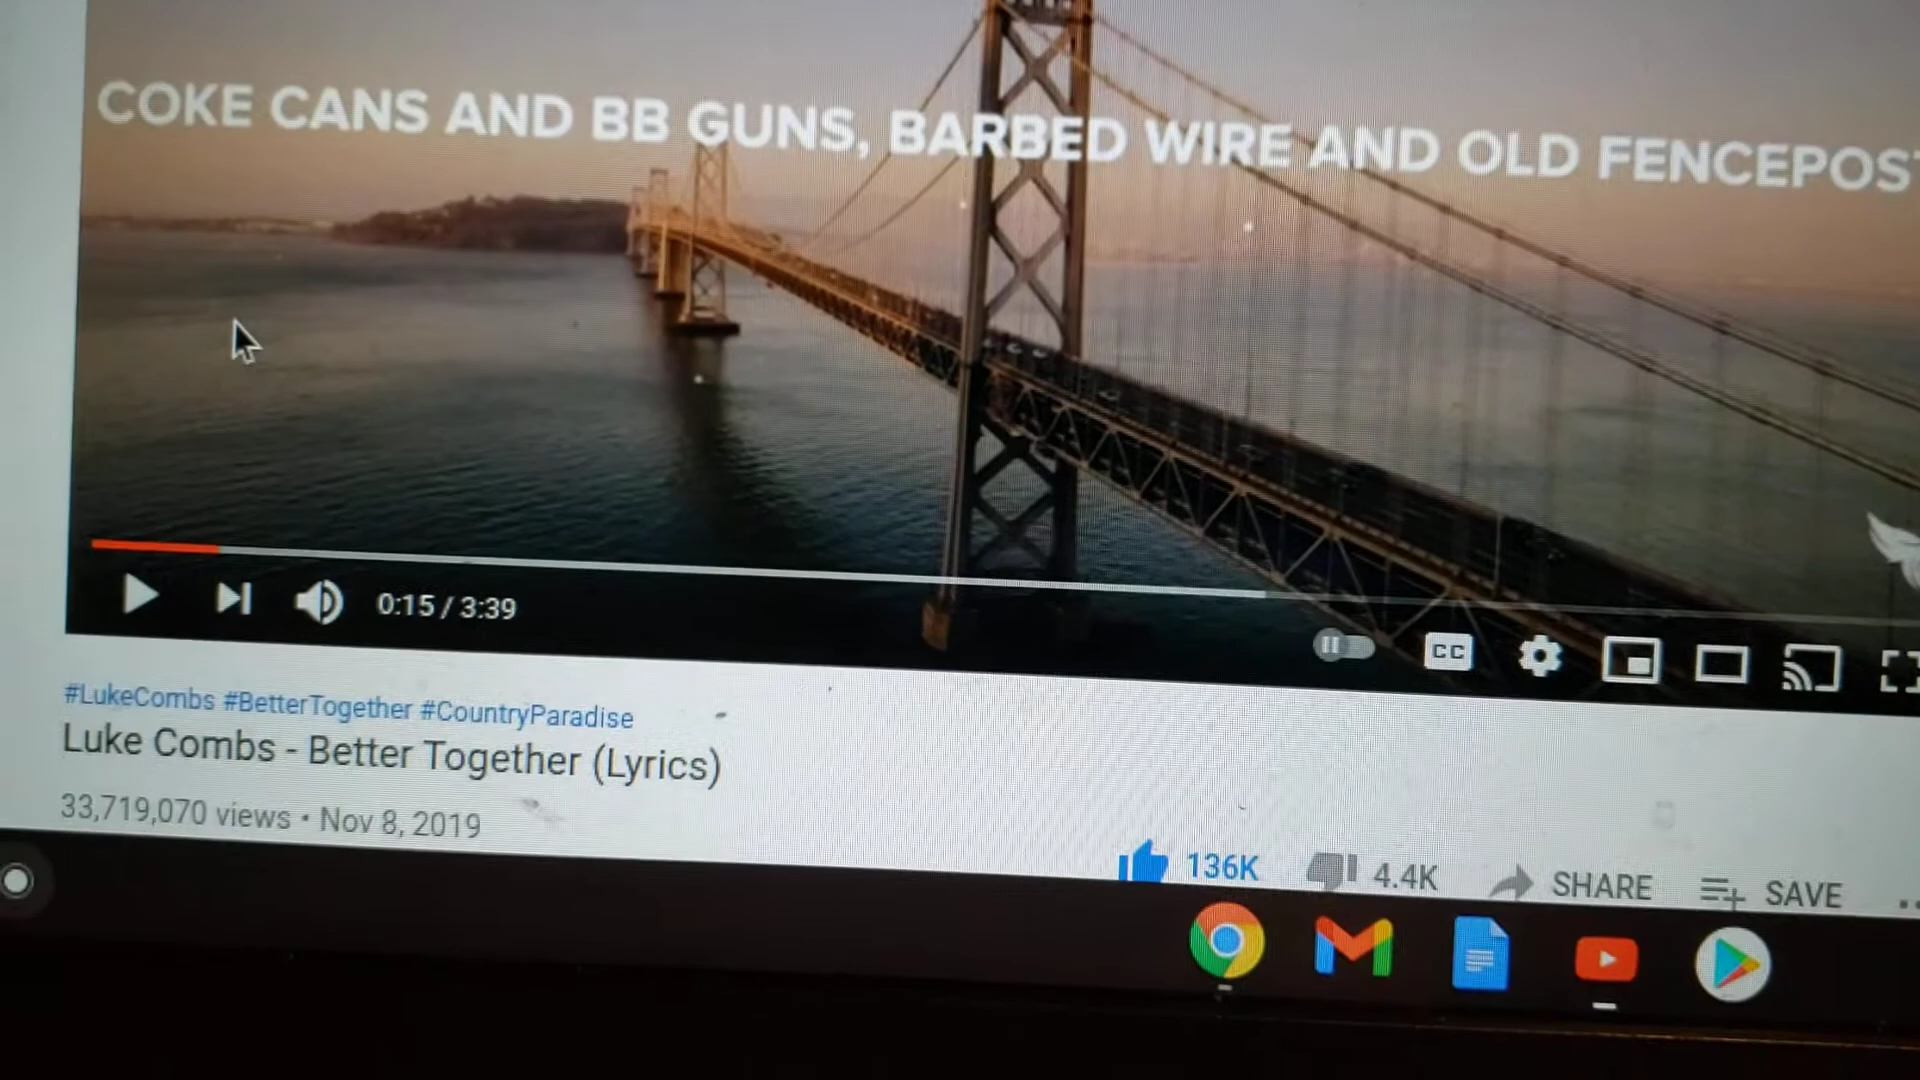 COKE CANS AND BB GUNS, BARBED WIRE AND OLD FENCEPOST
0:15 / 3:39
CC
#LukeCombs #BetterTogether #CountryParadise
Luke Combs - Better Together (Lyrics)
33,719,070 views • Nov 8, 2019
136K 4.4K SHARE SAVE